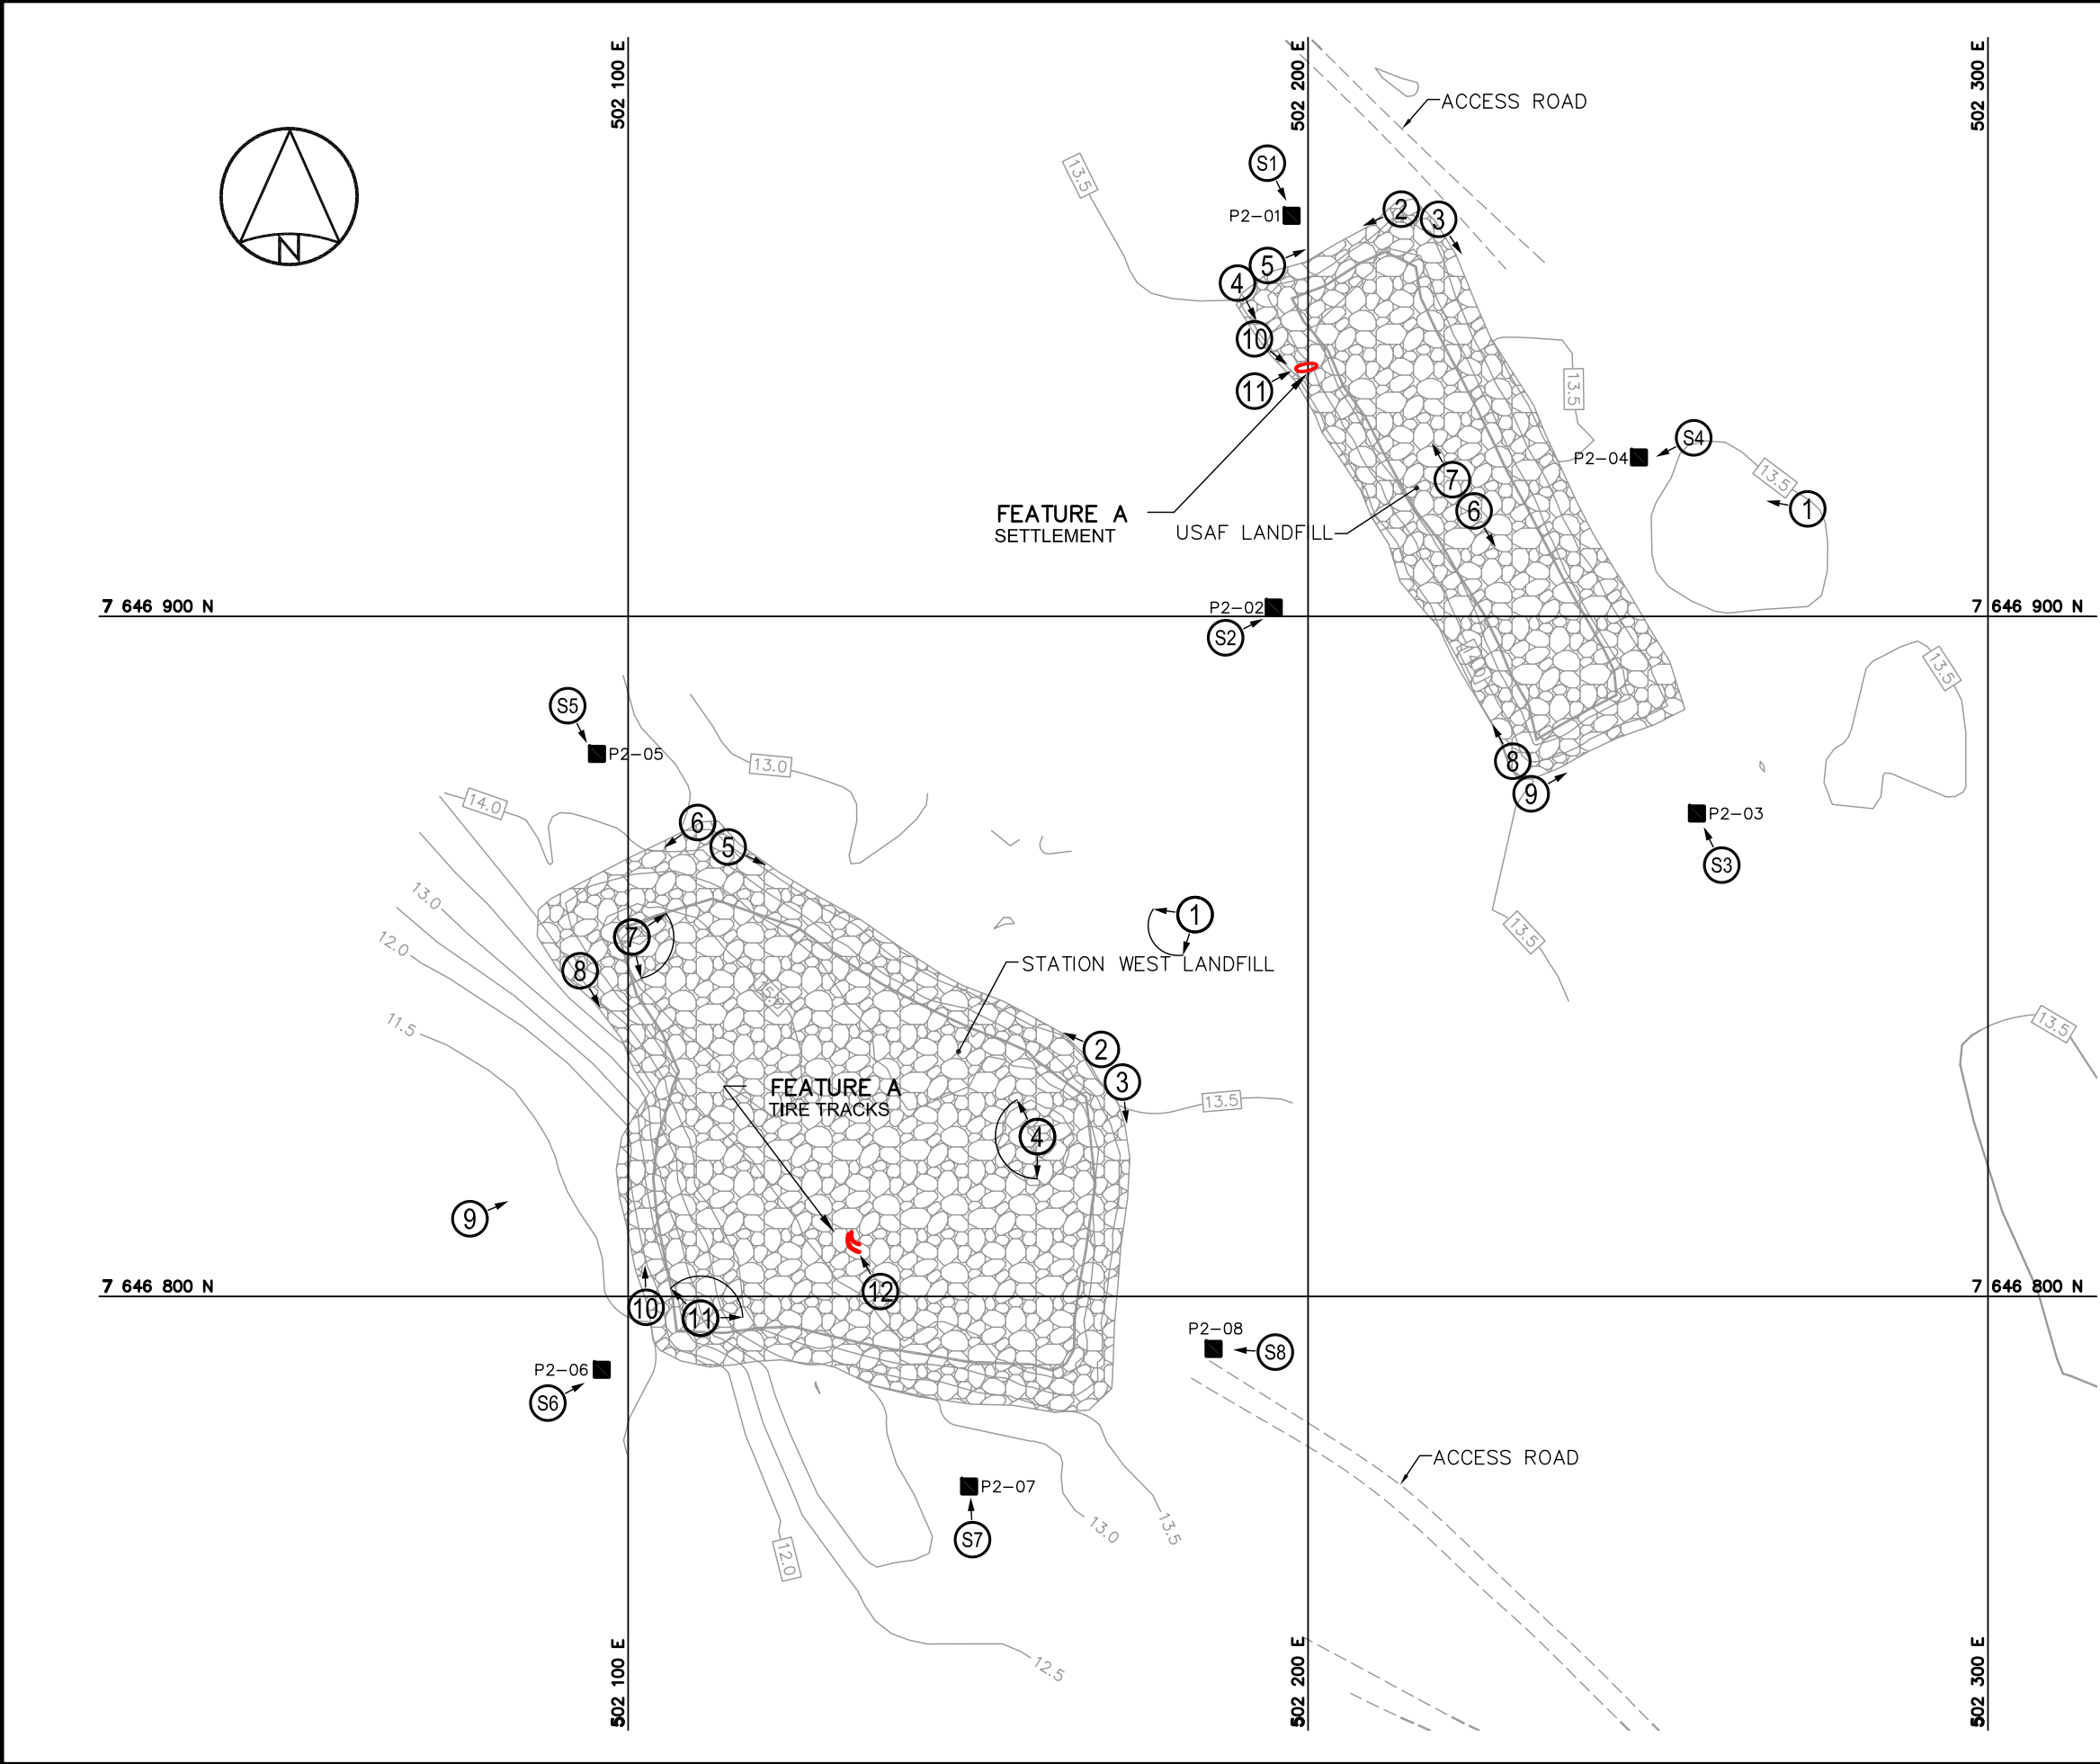 502 100 E
502 200 E
502 300 E
ACCESS ROAD
N
S1
13.5
P2-01
2
3
5
4
10
11
13.5
S4
P2-04
13.5
1
7
6
FEATURE A
SETTLEMENT
USAF LANDFILL
7 646 900 N
P2-02
7 646 900 N
S2
14.0
13.5
S5
P2-05
13.0
8
9
14.0
P2-03
6
5
S3
13.0
1
13.5
7
12.0
8
STATION WEST LANDFILL
15.0
11.5
13.5
2
3
FEATURE A
TIRE TRACKS
13.5
4
9
7 646 800 N
12
7 646 800 N
10
11
P2-08
S8
P2-06
S6
ACCESS ROAD
P2-07
S7
13.0
13.5
12.0
12.5
502 100 E
502 200 E
502 300 E